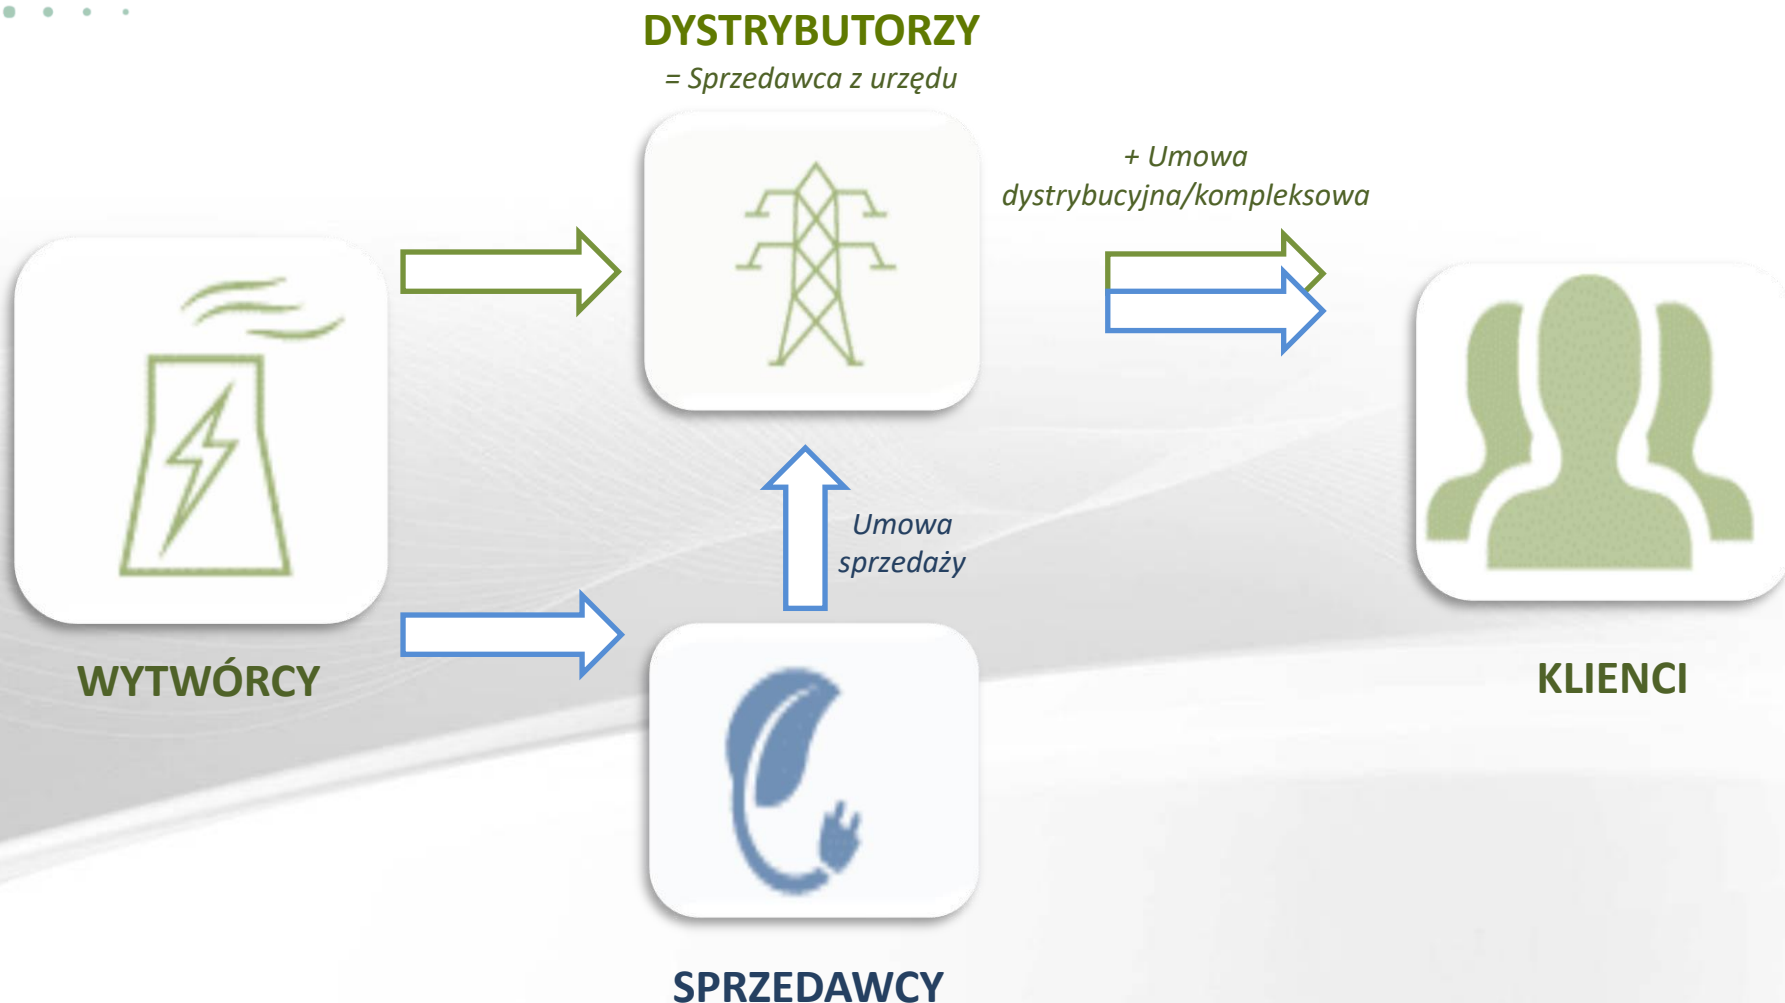 DYSTRYBUTORZY
= Sprzedawca z urzędu
+ Umowa
dystrybucyjna/kompleksowa
Umowa
sprzedaży
WYTWÓRCY
KLIENCI
SPRZEDAWCY